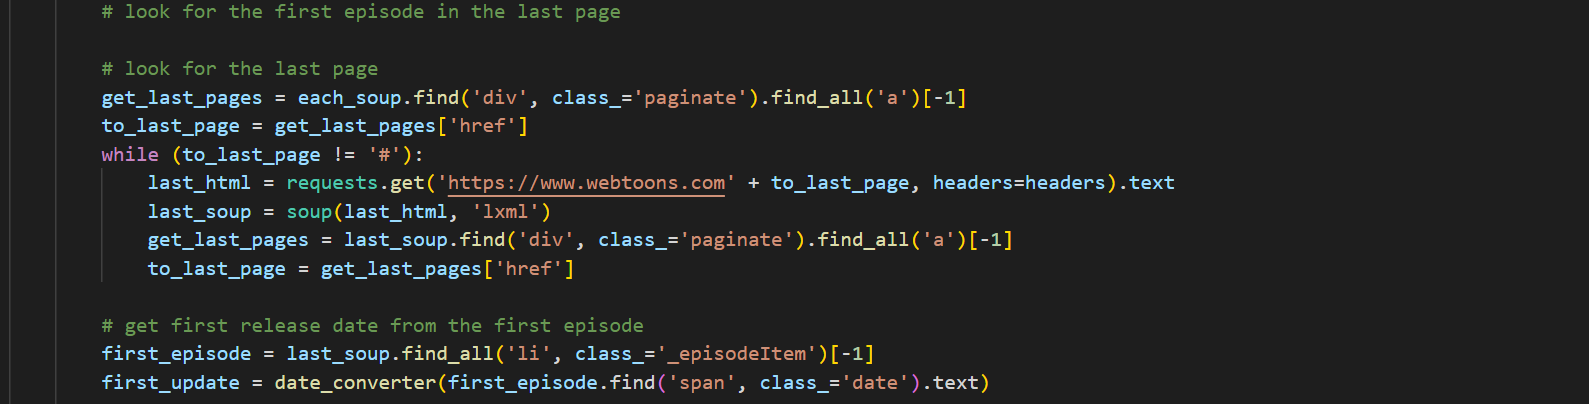 # look for the first episode in the last page
# look for the last page
get_last_pages = each_soup.find('div', class_='paginate').find_all('a')[-1]
to_last_page = get_last_pages['href']
while (to_last_page != '#'):
last_html = requests.get('https://www.webtoons.com' + to_last_page, headers=headers).text
last_soup = soup(last_html, 'lxml')
get_last_pages = last_soup.find('div', class_='paginate').find_all('a')[-1]
to_last_page = get_last_pages['href']
# get first release date from the first episode
first_episode = last_soup.find_all('li', class_='_episodeItem')[-1]
first_update = date_converter(first_episode.find('span', class_='date').text)